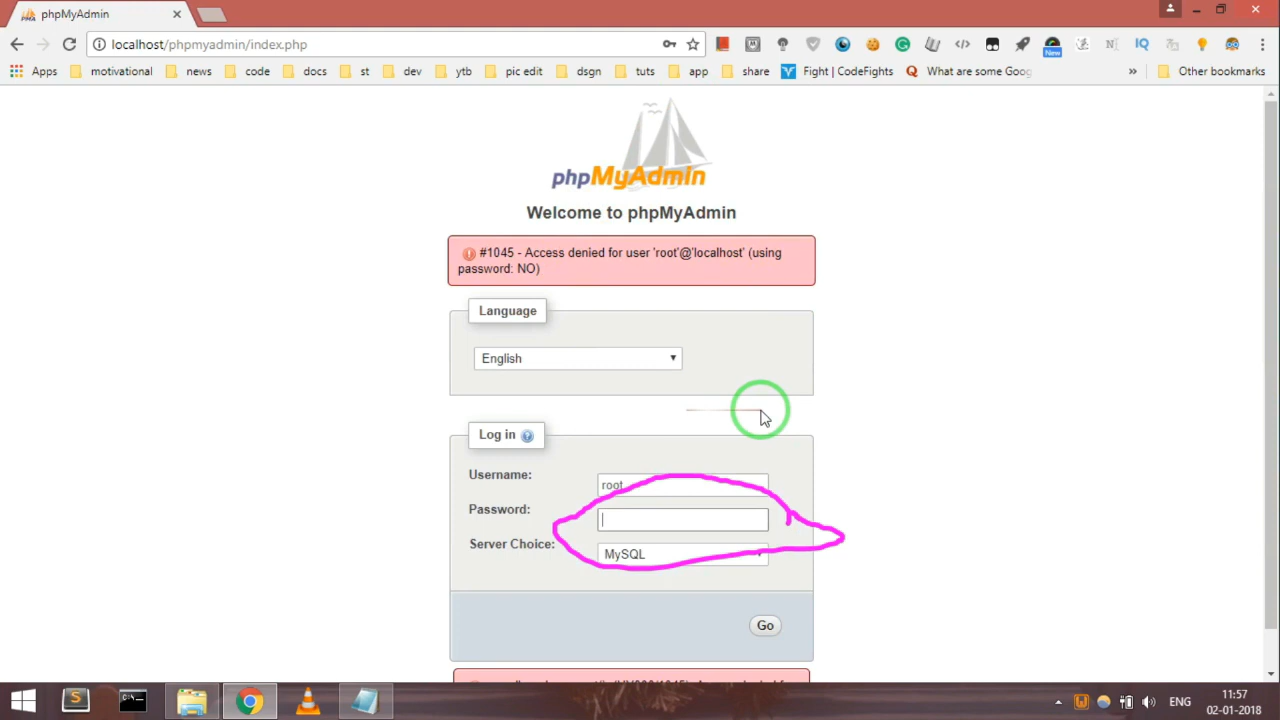 phpMyAdmin
localhost/phpmyadmin/index.php
New
IQ
Apps motivational news code docs st dev ytb pic edit dsgn tuts app share Fight | CodeFights What are some Goog » Other bookmarks
phpMyAdmin
Welcome to phpMyAdmin
#1045 - Access denied for user 'root'@'localhost' (using
password: NO)
Language
English
Log in
Username: root
Password:
Server Choice: MySQL
Go
ENG
11:57
02-01-2018